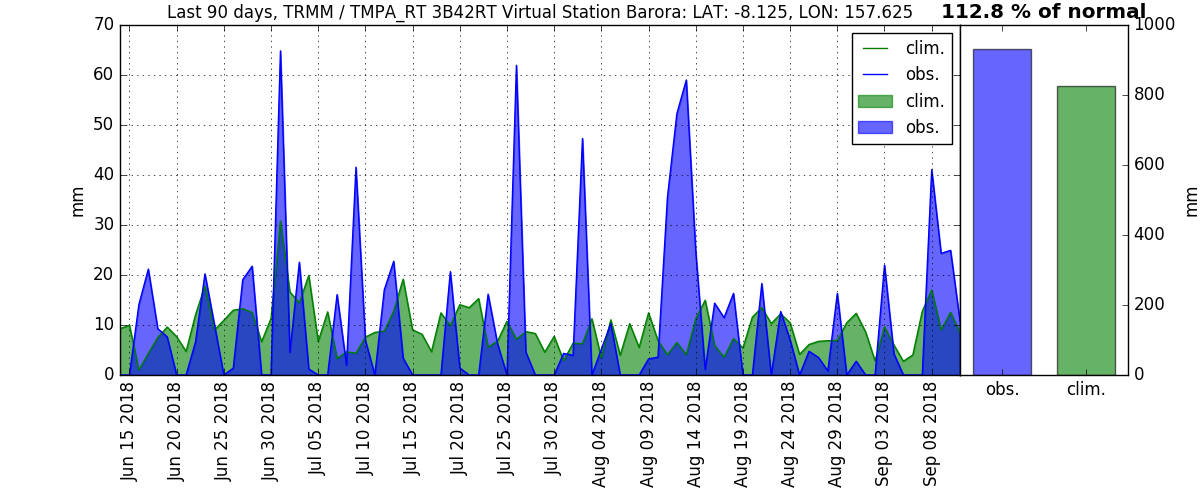 Last 90 days, TRMM / TMPA_RT 3B42RT Virtual Station Barora: LAT: -8.125, LON: 157.625
112.8 % of normal
70
60
50
40
30
20
10
0
mm
clim.
obs.
clim.
obs.
Jun 15 2018
Jun 20 2018
Jun 25 2018
Jun 30 2018
Jul 05 2018
Jul 10 2018
Jul 15 2018
Jul 20 2018
Jul 25 2018
Jul 30 2018
Aug 04 2018
Aug 09 2018
Aug 14 2018
Aug 19 2018
Aug 24 2018
Aug 29 2018
Sep 03 2018
Sep 08 2018
1000
800
600
400
200
0
mm
obs.
clim.